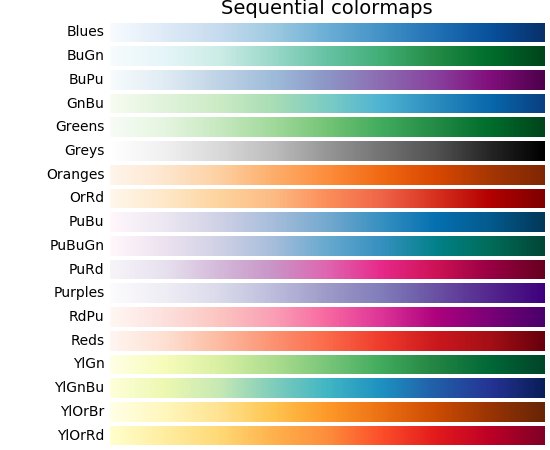 Sequential colormaps
Blues
BuGn
BuPu
GnBu
Greens
Greys
Oranges
OrRd
PuBu
PuBuGn
PuRd
Purples
RdPu
Reds
YlGn
YlGnBu
YlOrBr
YlOrRd